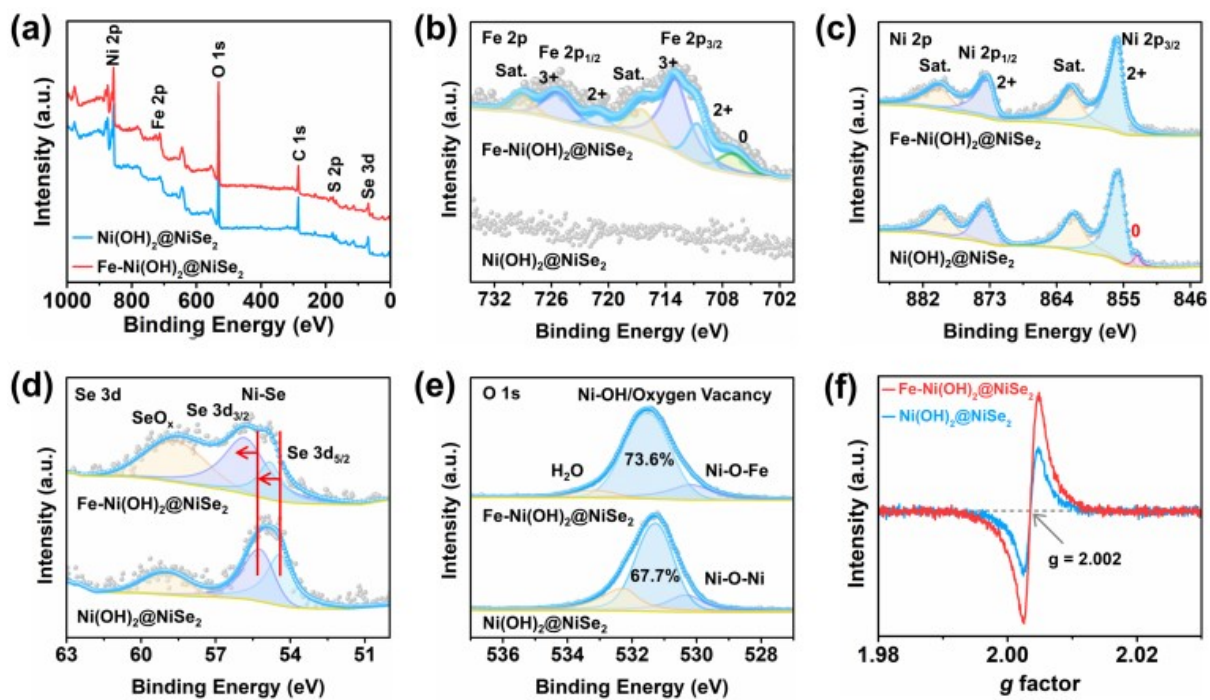 (a)
Intensity (a.u.)
Ni 2p
Fe 2p
O 1s
C 1s
S 2p
Se 3d
Ni(OH)₂@NiSe₂
Fe-Ni(OH)₂@NiSe₂
1000 800 600 400 200 0
Binding Energy (eV)
(b)
Intensity (a.u.)
Fe 2p
Fe 2p₁/₂
Fe 2p₃/₂
Sat.
3+
2+
Sat.
3+
2+
0
Fe-Ni(OH)₂@NiSe₂
Ni(OH)₂@NiSe₂
732 726 720 714 708 702
Binding Energy (eV)
(c)
Intensity (a.u.)
Ni 2p
Ni 2p₁/₂
Ni 2p₃/₂
Sat.
2+
Sat.
2+
Fe-Ni(OH)₂@NiSe₂
0
Ni(OH)₂@NiSe₂
882 873 864 855 846
Binding Energy (eV)
(d)
Intensity (a.u.)
Se 3d
Ni-Se
SeOₓ
Se 3d₃/₂
Se 3d₅/₂
Fe-Ni(OH)₂@NiSe₂
Ni(OH)₂@NiSe₂
63 60 57 54 51
Binding Energy (eV)
(e)
Intensity (a.u.)
O 1s
Ni-OH/Oxygen Vacancy
H₂O
73.6%
Ni-O-Fe
Fe-Ni(OH)₂@NiSe₂
67.7%
Ni-O-Ni
Ni(OH)₂@NiSe₂
536 534 532 530 528
Binding Energy (eV)
(f)
Intensity (a.u.)
Fe-Ni(OH)₂@NiSe₂
Ni(OH)₂@NiSe₂
g = 2.002
1.98 2.00 2.02
g factor